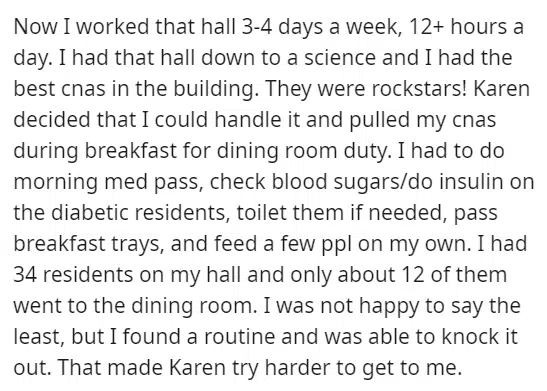 Now I worked that hall 3-4 days a week, 12+ hours a
day. I had that hall down to a science and I had the
best cnas in the building. They were rockstars! Karen
decided that I could handle it and pulled my cnas
during breakfast for dining room duty. I had to do
morning med pass, check blood sugars/do insulin on
the diabetic residents, toilet them if needed, pass
breakfast trays, and feed a few ppl on my own. I had
34 residents on my hall and only about 12 of them
went to the dining room. I was not happy to say the
least, but I found a routine and was able to knock it
out. That made Karen try harder to get to me.